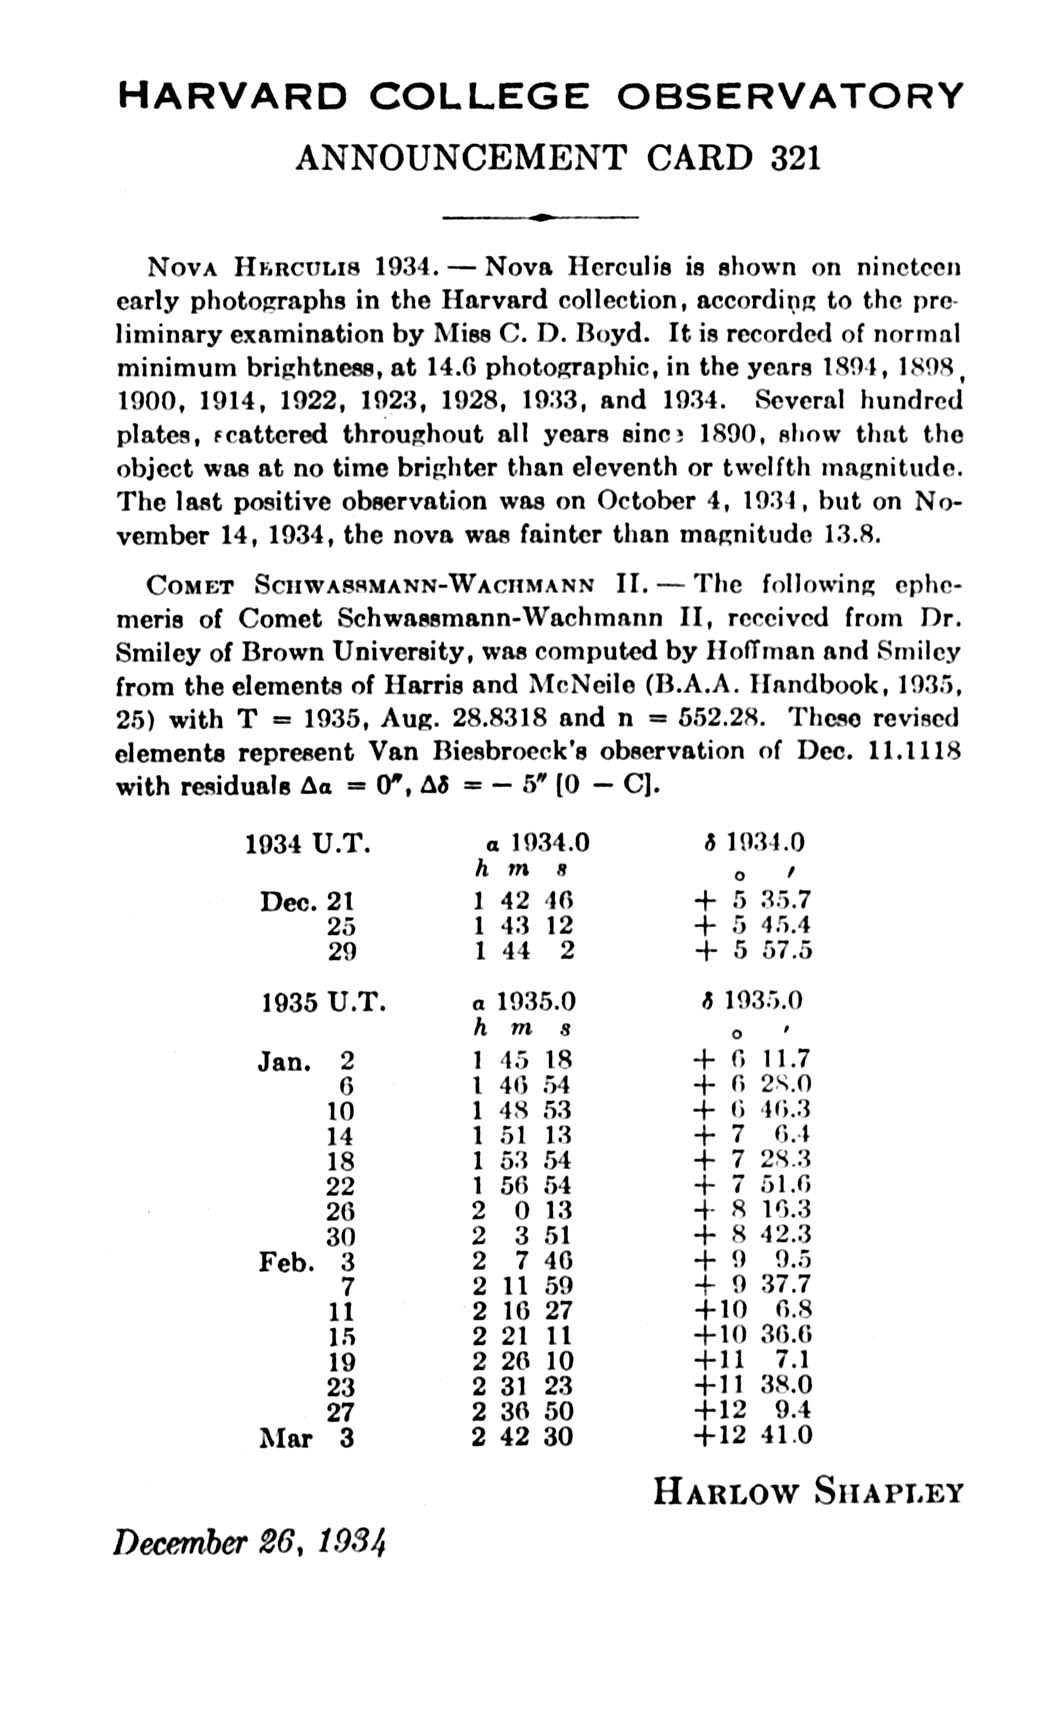 HARVARD COLLEGE OBSERVATORY
ANNOUNCEMENT CARD 321
NOVA HERCULIS 1934. — Nova Herculis is shown on nineteen
early photographs in the Harvard collection, according to the pre-
liminary examination by Miss C. D. Boyd. It is recorded of normal
minimum brightness, at 14.6 photographic, in the years 1894, 1898,
1900, 1914, 1922, 1923, 1928, 1933, and 1934. Several hundred
plates, scattered throughout all years since 1890, show that the
object was at no time brighter than eleventh or twelfth magnitude.
The last positive observation was on October 4, 1934, but on No-
vember 14, 1934, the nova was fainter than magnitude 13.8.
COMET SCHWASSMANN-WACHMANN II. — The following ephe-
meris of Comet Schwassmann-Wachmann II, received from Dr.
Smiley of Brown University, was computed by Hoffman and Smiley
from the elements of Harris and McNeile (B.A.A. Handbook, 1935,
25) with T = 1935, Aug. 28.8318 and n = 552.28. These revised
elements represent Van Biesbroeck's observation of Dec. 11.1118
with residuals Δα = 0″, Δδ = − 5″ [0 − C].
1934 U.T. α 1934.0 δ 1934.0
h m s ° ′
Dec. 21 1 42 46 + 5 35.7
25 1 43 12 + 5 45.4
29 1 44 2 + 5 57.5
1935 U.T. α 1935.0 δ 1935.0
h m s ° ′
Jan. 2 1 45 18 + 6 11.7
6 1 46 54 + 6 28.0
10 1 48 53 + 6 46.3
14 1 51 13 + 7 6.4
18 1 53 54 + 7 28.3
22 1 56 54 + 7 51.6
26 2 0 13 + 8 16.3
30 2 3 51 + 8 42.3
Feb. 3 2 7 46 + 9 9.5
7 2 11 59 + 9 37.7
11 2 16 27 +10 6.8
15 2 21 11 +10 36.6
19 2 26 10 +11 7.1
23 2 31 23 +11 38.0
27 2 36 50 +12 9.4
Mar 3 2 42 30 +12 41.0
HARLOW SHAPLEY
December 26, 1934